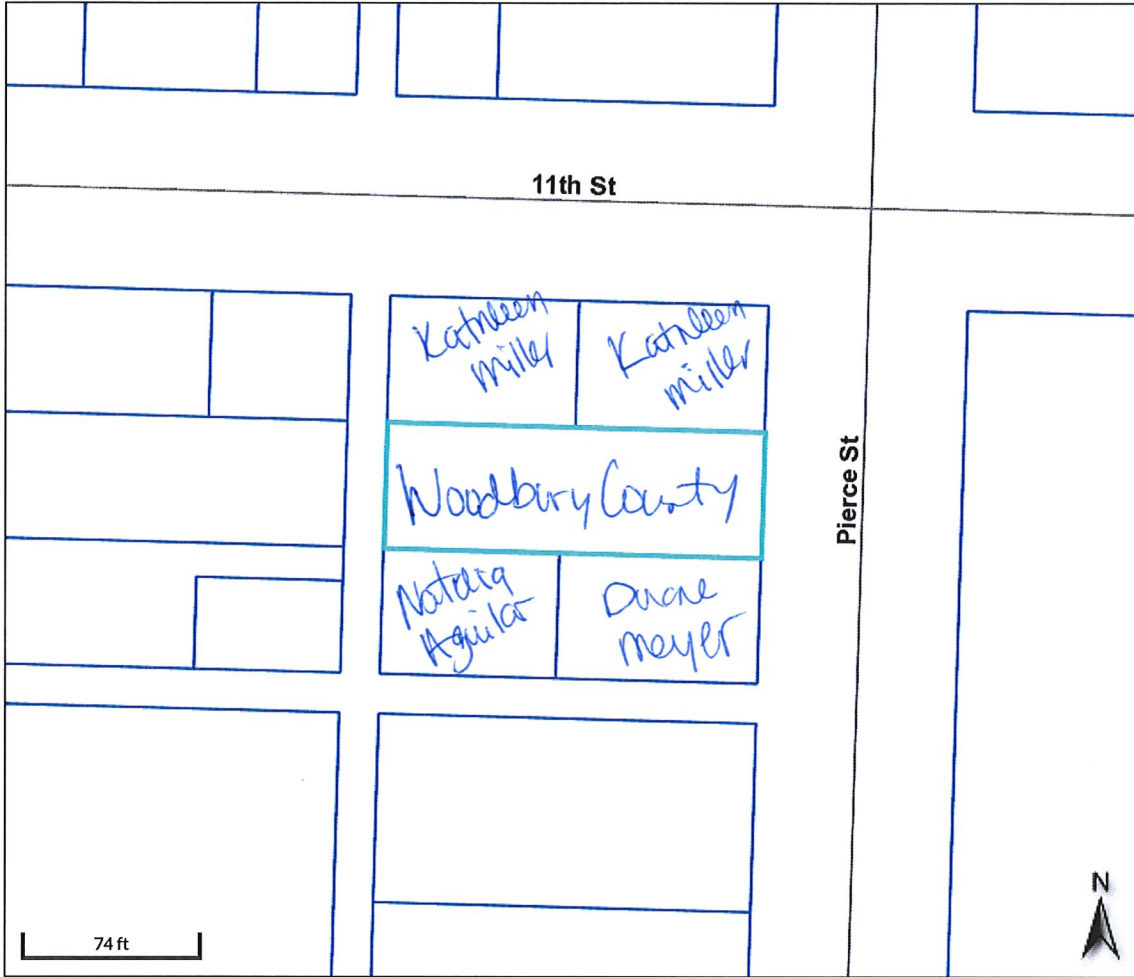 11th St
Kathleen
Miller
Kathleen
Miller
Woodbury County
Pierce St
Natalia
Aguilar
Duane
Meyer
N
74 ft